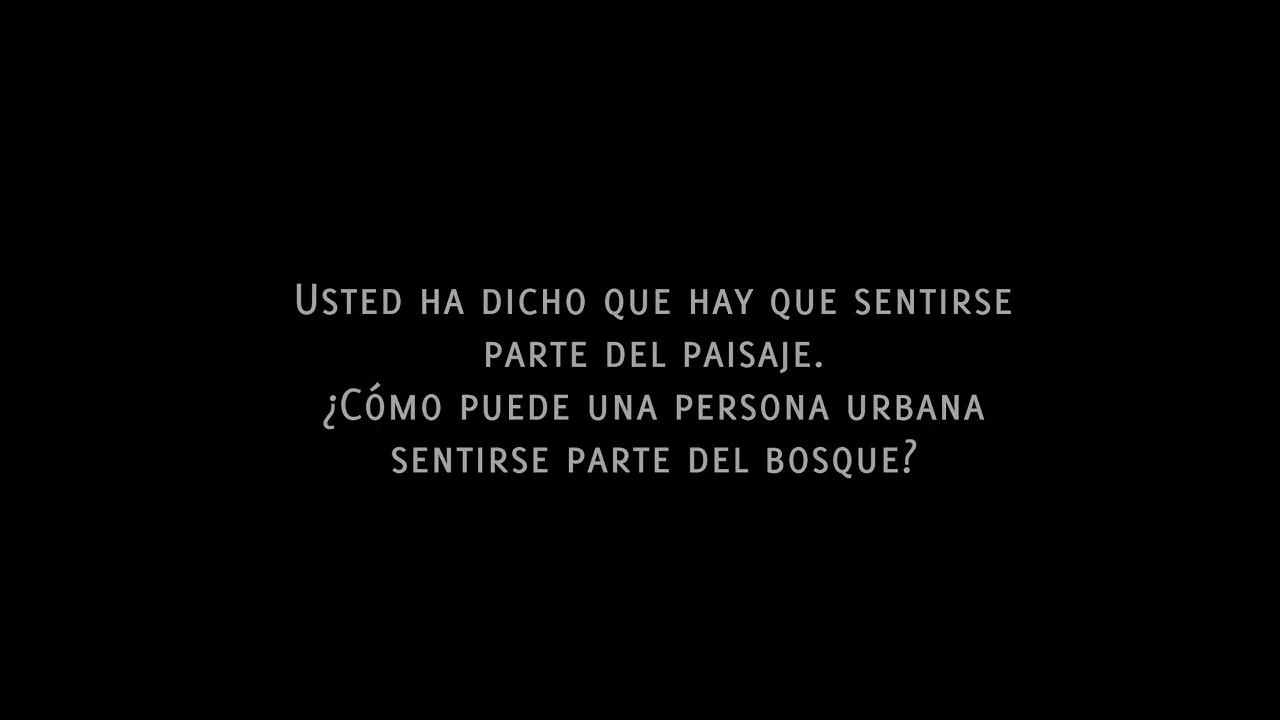 Usted ha dicho que hay que sentirse
parte del paisaje.
¿Cómo puede una persona urbana
sentirse parte del bosque?